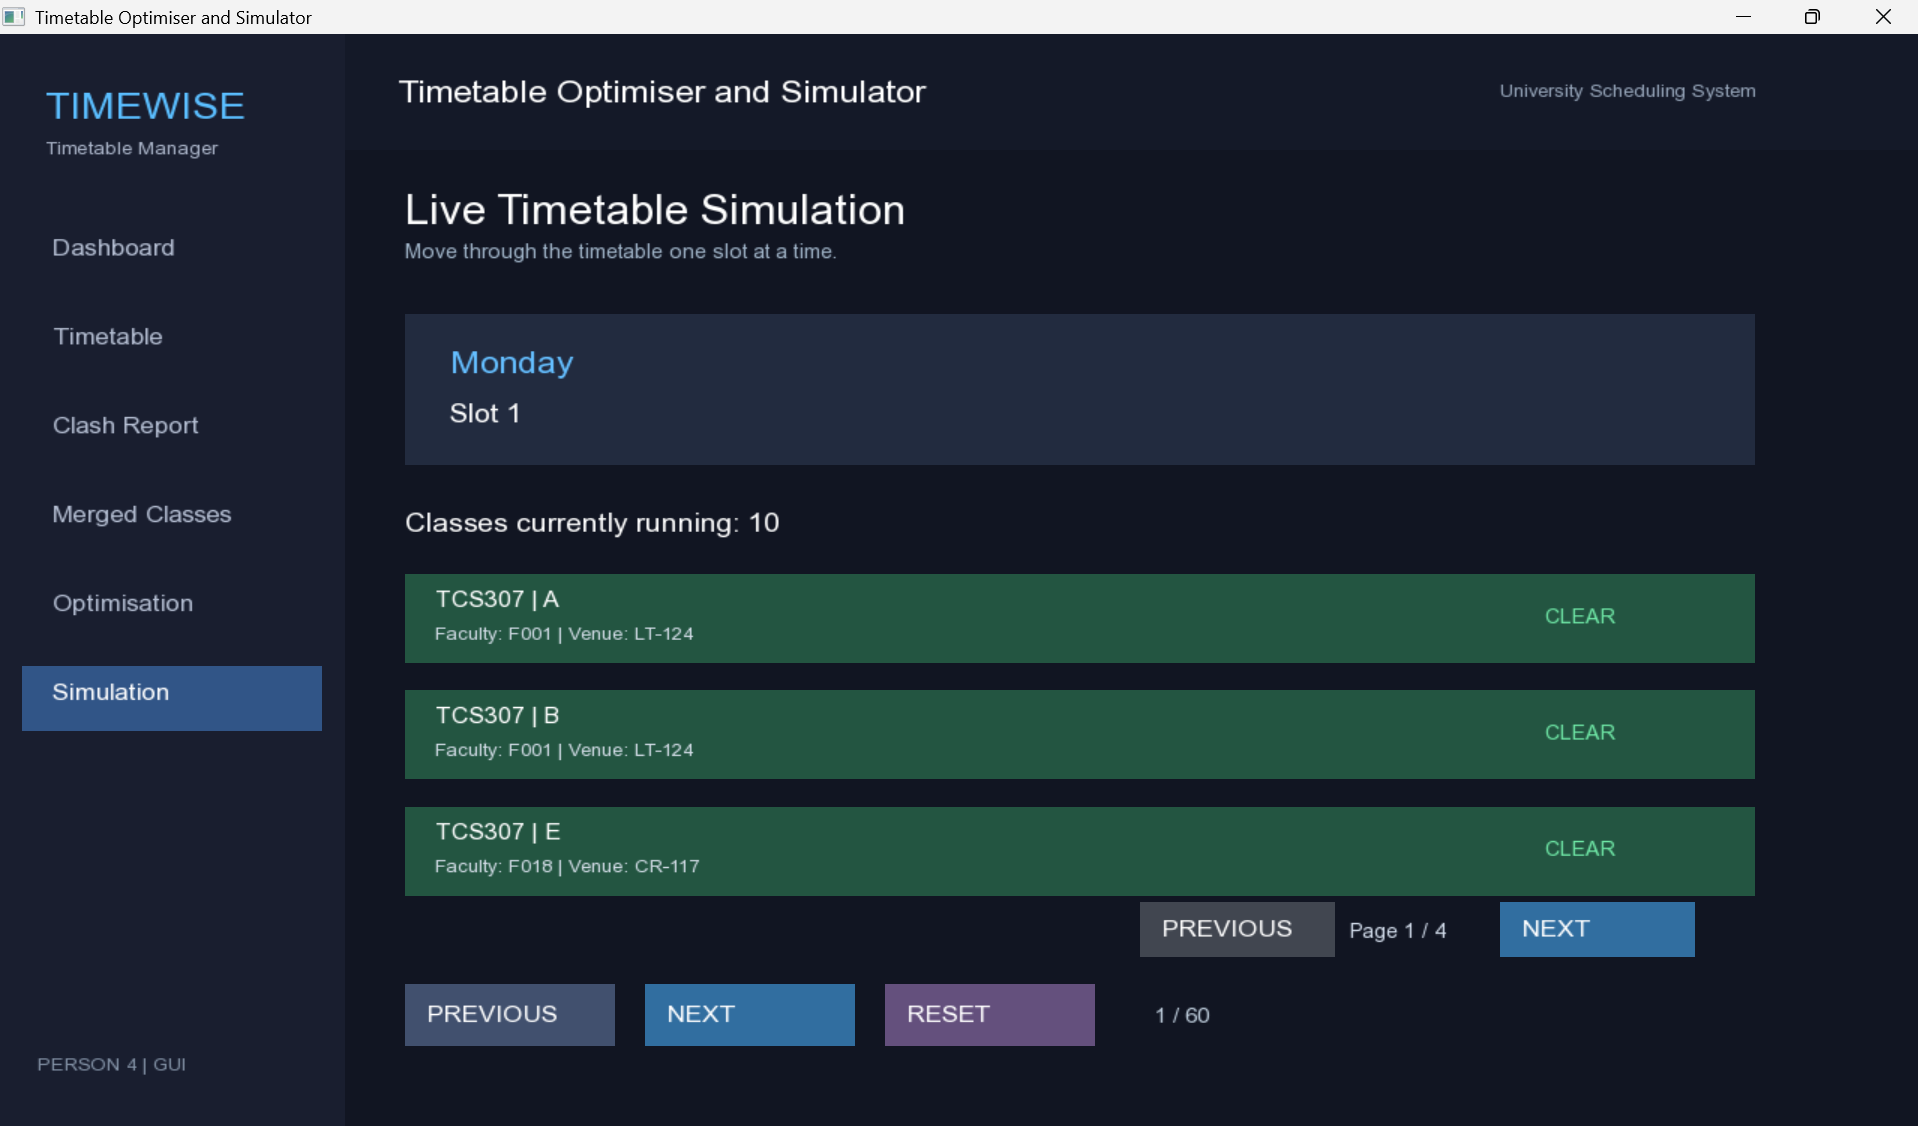 Timetable Optimiser and Simulator
TIMEWISE
Timetable Manager
Dashboard
Timetable
Clash Report
Merged Classes
Optimisation
Simulation
PERSON 4 | GUI
Timetable Optimiser and Simulator
University Scheduling System
Live Timetable Simulation
Move through the timetable one slot at a time.
Monday
Slot 1
Classes currently running: 10
TCS307 | A
Faculty: F001 | Venue: LT-124
CLEAR
TCS307 | B
Faculty: F001 | Venue: LT-124
CLEAR
TCS307 | E
Faculty: F018 | Venue: CR-117
CLEAR
PREVIOUS Page 1 / 4 NEXT
PREVIOUS NEXT RESET 1 / 60